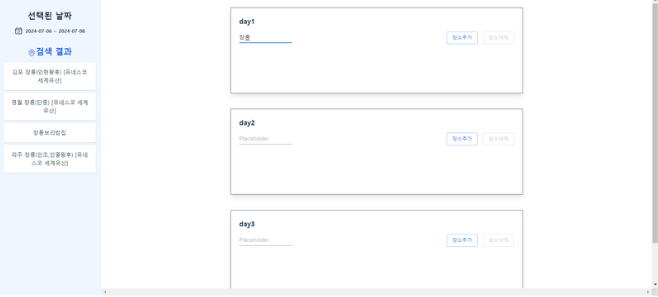 선택된 날짜
2024-07-06 ~ 2024-07-08
검색 결과
김포 장릉(인헌왕후) [유네스코
세계유산]
영월 장릉(단종) [유네스코 세계
유산]
장릉보리밥집
파주 장릉(인조,인열왕후) [유네
스코 세계유산]
day1
장릉
장소추가
장소삭제
day2
Placeholder
장소추가
장소삭제
day3
Placeholder
장소추가
장소삭제